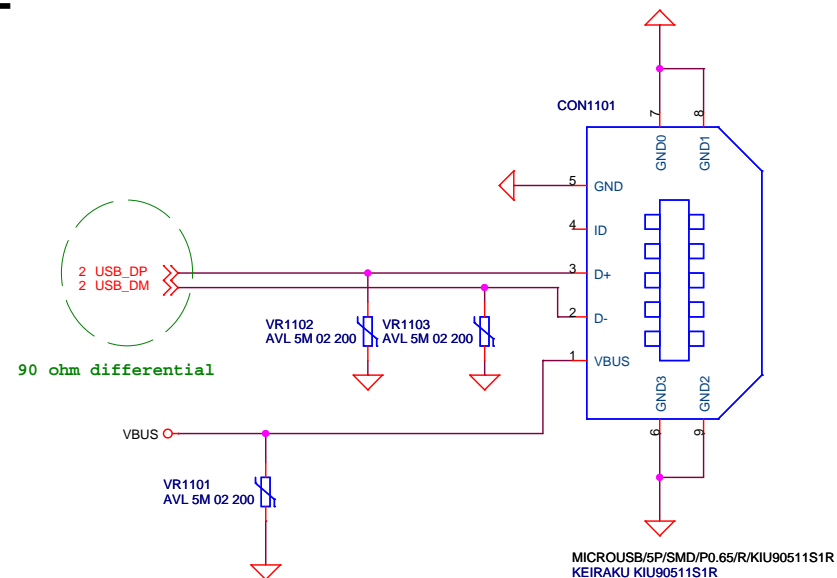 CON1101
7 8
GND0 GND1
5 GND
4 ID
2 USB_DP
3 D+
2 USB_DM
2 D-
VR1102 VR1103
AVL 5M 02 200 AVL 5M 02 200
1 VBUS
90 ohm differential
GND3 GND2
6 9
VBUS
VR1101
AVL 5M 02 200
MICROUSB/5P/SMD/P0.65/R/KIU90511S1R
KEIRAKU KIU90511S1R